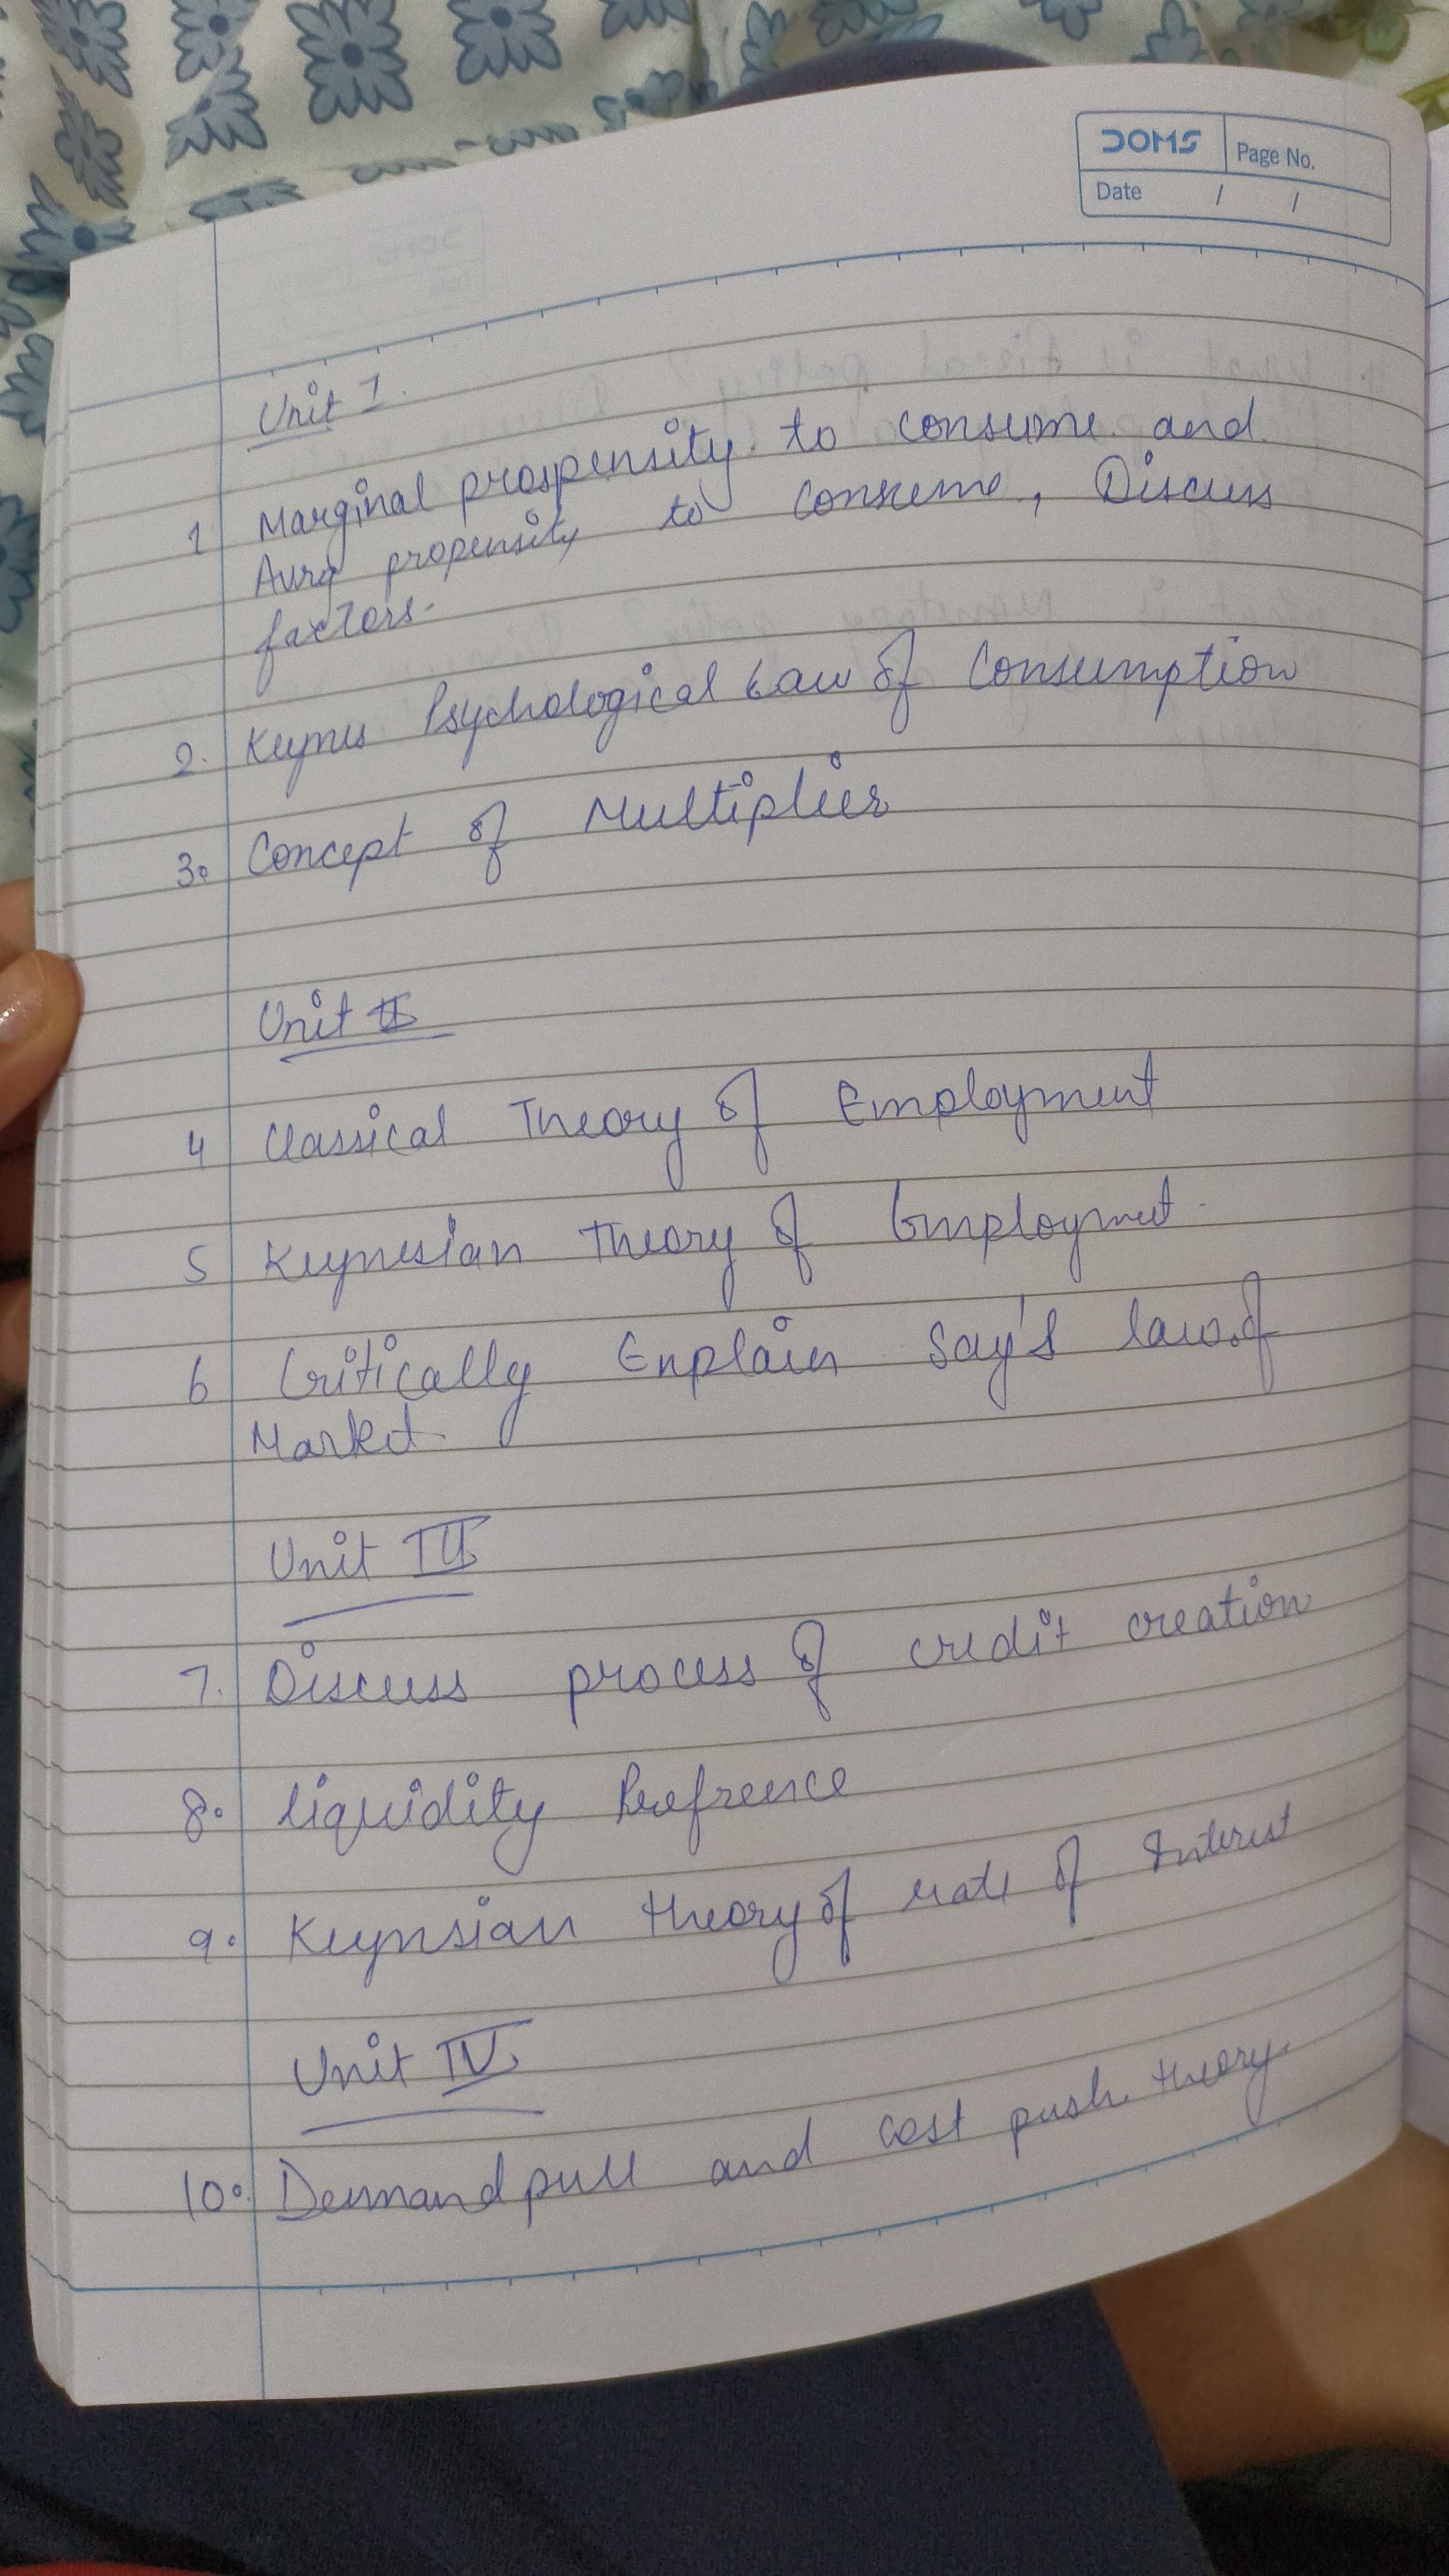 DOMS
Page No.
Date / /
Unit I.
1 Marginal prospensity to consume and
Avrg propensity to consume, Discuss
factors.
2. Keynes Psychological Law of Consumption
3. Concept of Multiplier
Unit II
4 Classical Theory of Employment
5 Keynesian Theory of Employment
6 Critically Explain Say's law of
Market.
Unit III
7. Discuss process of credit creation
8. liquidity
9. Keynsian theory of rate of Interest
Unit IV
10. Demand pull and cost push theory